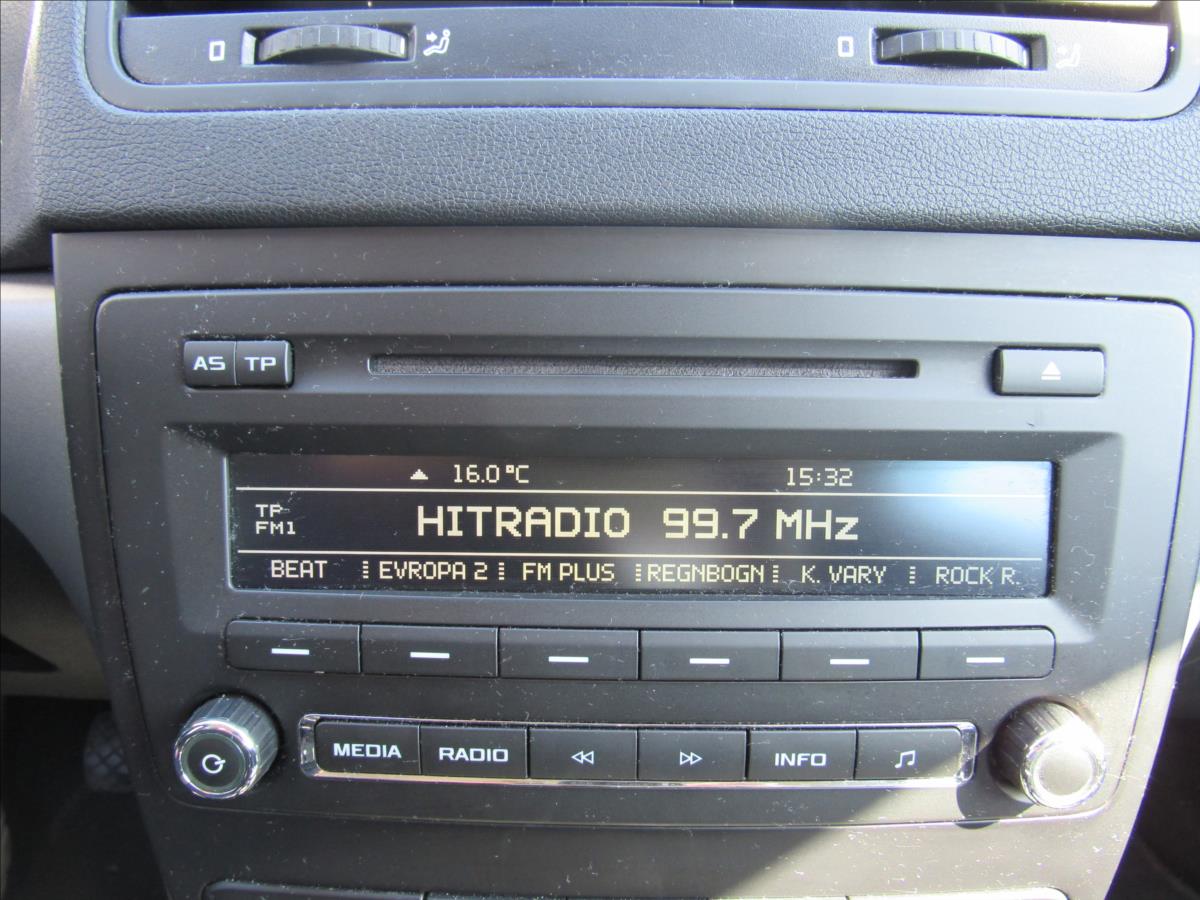 AS TP
16.0°C 15:32
TP
FM1
HITRADIO 99.7 MHz
BEAT EVROPA 2 FM PLUS REGNBOGN K. VARY ROCK R.
MEDIA RADIO INFO